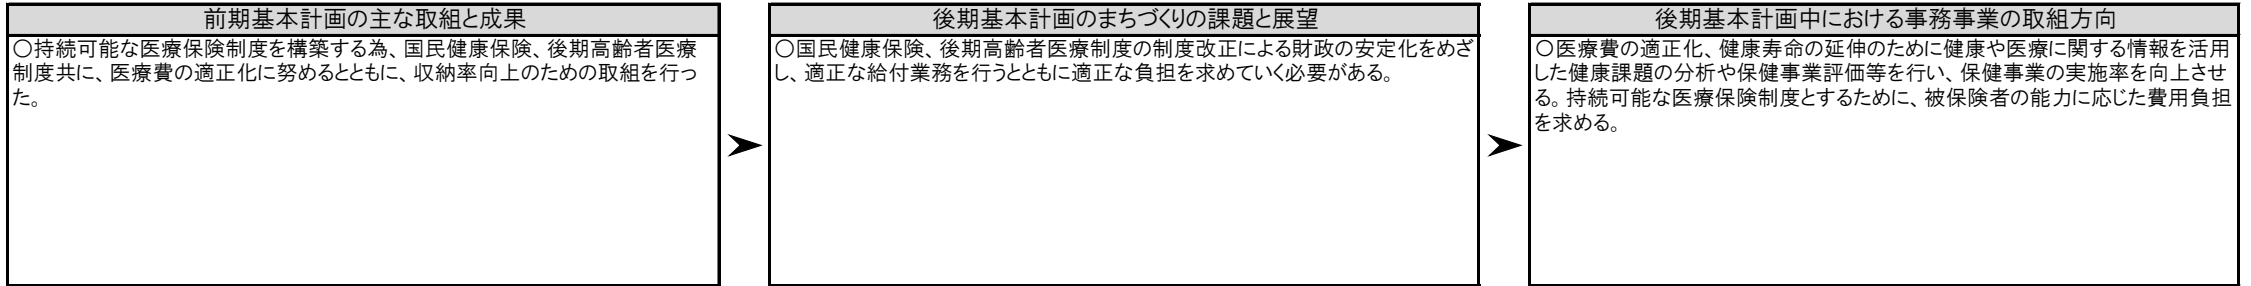 前期基本計画の主な取組と成果
〇持続可能な医療保険制度を構築する為、国民健康保険、後期高齢者医療
制度共に、医療費の適正化に努めるとともに、収納率向上のための取組を行っ
た。
後期基本計画のまちづくりの課題と展望
〇国民健康保険、後期高齢者医療制度の制度改正による財政の安定化をめざ
し、適正な給付業務を行うとともに適正な負担を求めていく必要がある。
後期基本計画中における事務事業の取組方向
〇医療費の適正化、健康寿命の延伸のために健康や医療に関する情報を活用
した健康課題の分析や保健事業評価等を行い、保健事業の実施率を向上させ
る。持続可能な医療保険制度とするために、被保険者の能力に応じた費用負担
を求める。